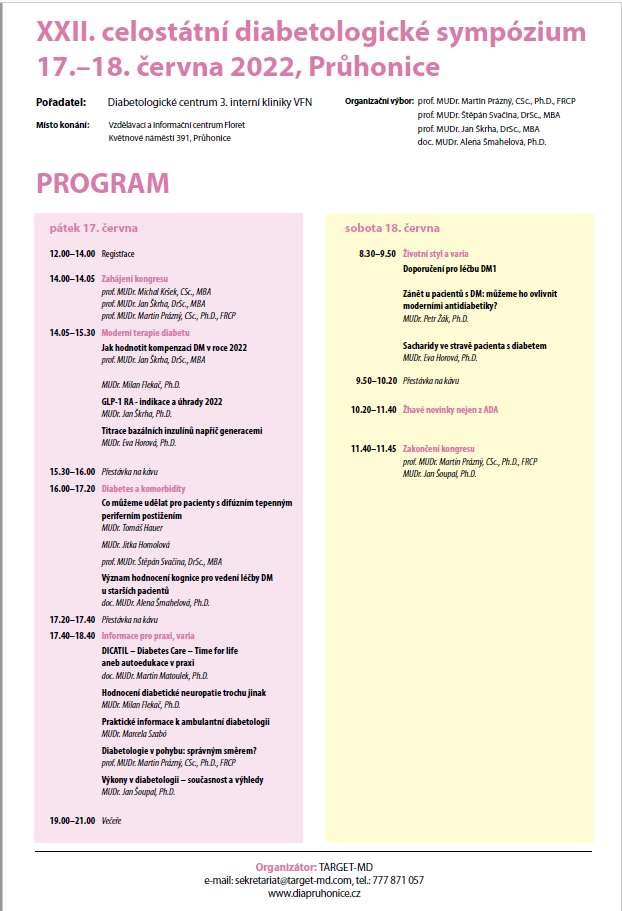 XXII. celostátní diabetologické sympózium
17.–18. června 2022, Průhonice
Pořadatel: Diabetologické centrum 3. interní kliniky VFN
Místo konání: Vzdělávací a informační centrum Floret
Květnové náměstí 391, Průhonice
Organizační výbor: prof. MUDr. Martin Prázný, CSc., Ph.D., FRCP
prof. MUDr. Štěpán Svačina, DrSc., MBA
prof. MUDr. Jan Škrha, DrSc., MBA
doc. MUDr. Alena Šmahelová, Ph.D.
PROGRAM
pátek 17. června
12.00–14.00 Registrace
14.00–14.05 Zahájení kongresu
prof. MUDr. Michal Kršek, CSc., MBA
prof. MUDr. Jan Škrha, DrSc., MBA
prof. MUDr. Martin Prázný, CSc., Ph.D., FRCP
14.05–15.30 Moderní terapie diabetu
Jak hodnotit kompenzaci DM v roce 2022
prof. MUDr. Jan Škrha, DrSc., MBA
MUDr. Milan Flekač, Ph.D.
GLP-1 RA - indikace a úhrady 2022
MUDr. Jan Škrha, Ph.D.
Titrace bazálních inzulínů napříč generacemi
MUDr. Eva Horová, Ph.D.
15.30–16.00 Přestávka na kávu
16.00–17.20 Diabetes a komorbidity
Co můžeme udělat pro pacienty s difúzním tepenným
periferním postižením
MUDr. Tomáš Hauer
MUDr. Jitka Homolová
prof. MUDr. Štěpán Svačina, DrSc., MBA
Význam hodnocení kognice pro vedení léčby DM
u starších pacientů
doc. MUDr. Alena Šmahelová, Ph.D.
17.20–17.40 Přestávka na kávu
17.40–18.40 Informace pro praxi, varia
DICATIL – Diabetes Care – Time for life
aneb autoedukace v praxi
doc. MUDr. Martin Matoulek, Ph.D.
Hodnocení diabetické neuropatie trochu jinak
MUDr. Milan Flekač, Ph.D.
Praktické informace k ambulantní diabetologii
MUDr. Marcela Szabó
Diabetologie v pohybu: správným směrem?
prof. MUDr. Martin Prázný, CSc., Ph.D., FRCP
Výkony v diabetologii – současnost a výhledy
MUDr. Jan Šoupal, Ph.D.
19.00–21.00 Večeře
sobota 18. června
8.30–9.50 Životní styl a varia
Doporučení pro léčbu DM1
Zánět u pacientů s DM: můžeme ho ovlivnit
moderními antidiabetiky?
MUDr. Petr Žák, Ph.D.
Sacharidy ve stravě pacienta s diabetem
MUDr. Eva Horová, Ph.D.
9.50–10.20 Přestávka na kávu
10.20–11.40 Žhavé novinky nejen z ADA
11.40–11.45 Zakončení kongresu
prof. MUDr. Martin Prázný, CSc., Ph.D., FRCP
MUDr. Jan Šoupal, Ph.D.
Organizátor: TARGET-MD
e-mail: sekretariat@target-md.com, tel.: 777 871 057
www.diapruhonice.cz